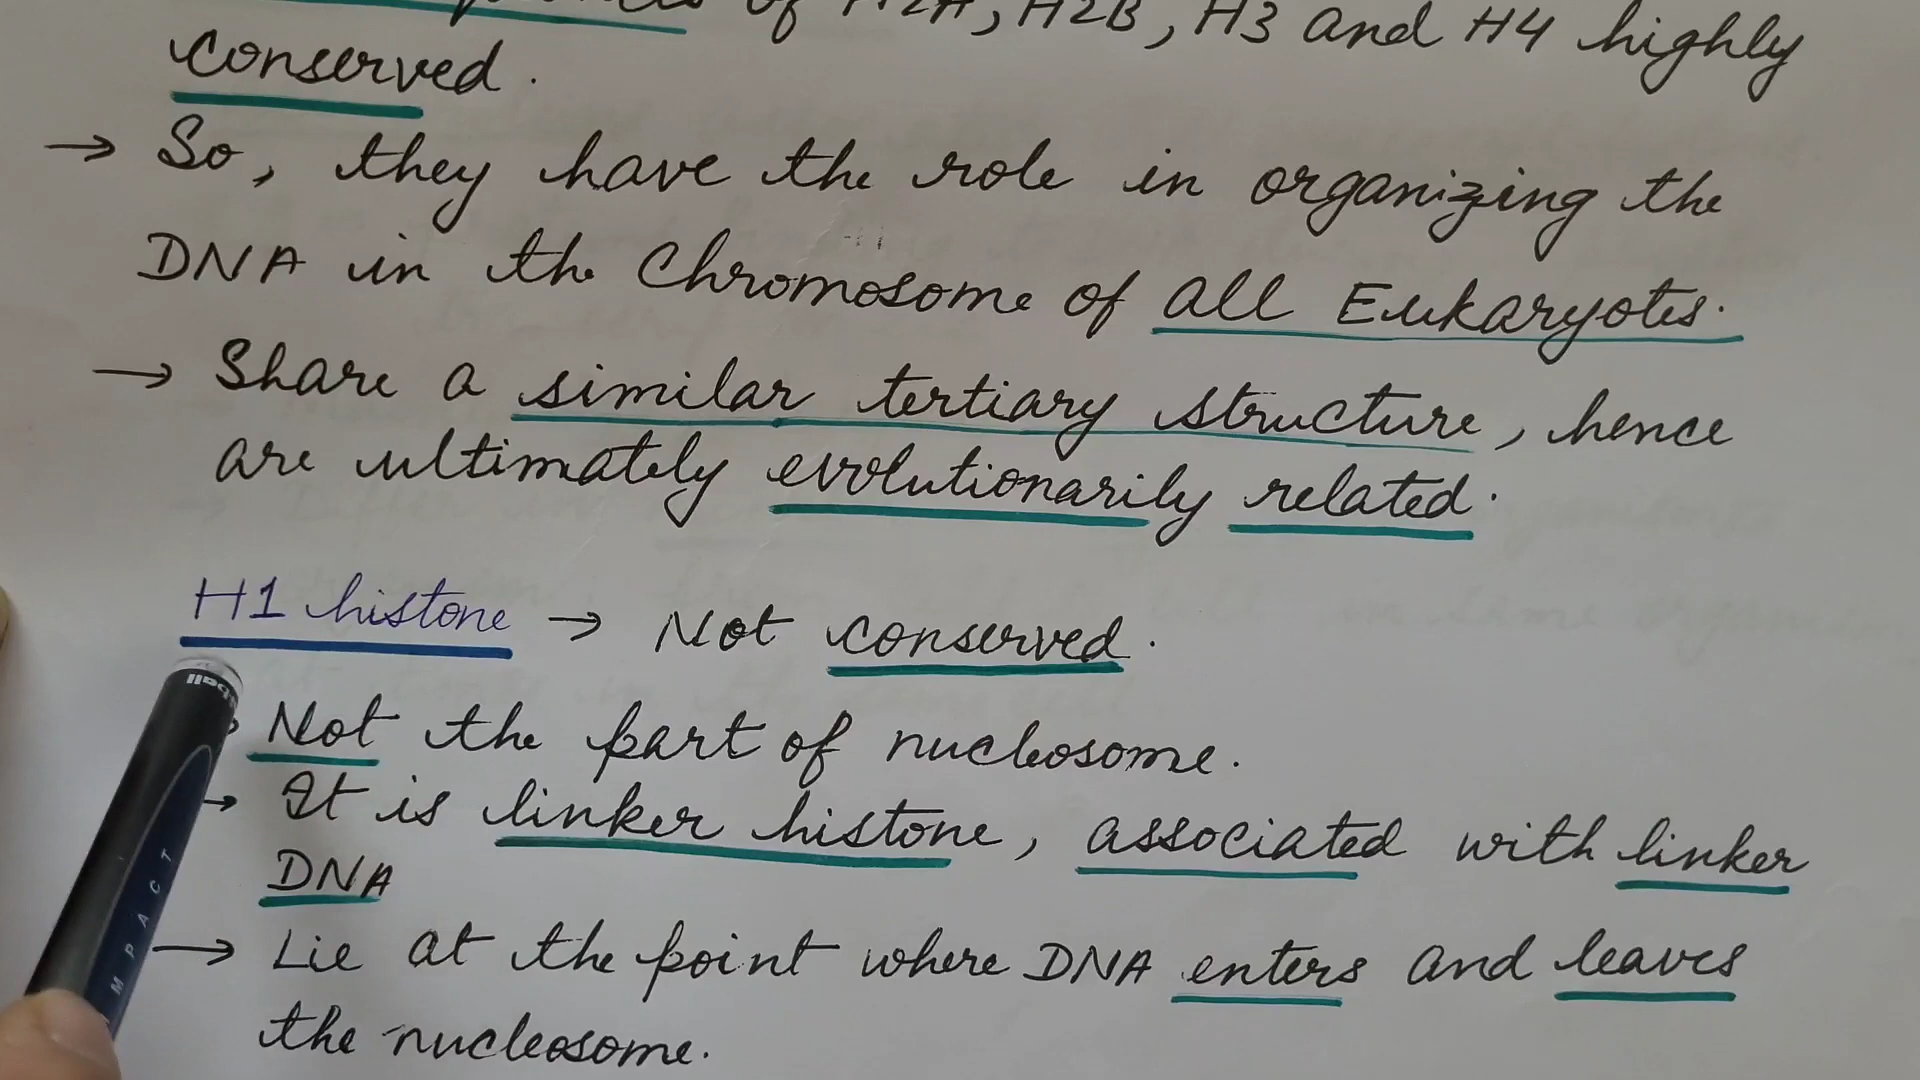 of H2A, H2B, H3 and H4 highly
conserved.
→ So, they have the role in organizing the
DNA in the Chromosome of all Eukaryotes.
→ Share a similar tertiary structure, hence
are ultimately evolutionarily related.
H1 histone → Not conserved.
Not the part of nucleosome.
→ It is linker histone, associated with linker
DNA
→ Lie at the point where DNA enters and leaves
the nucleosome.
ball
MPACT